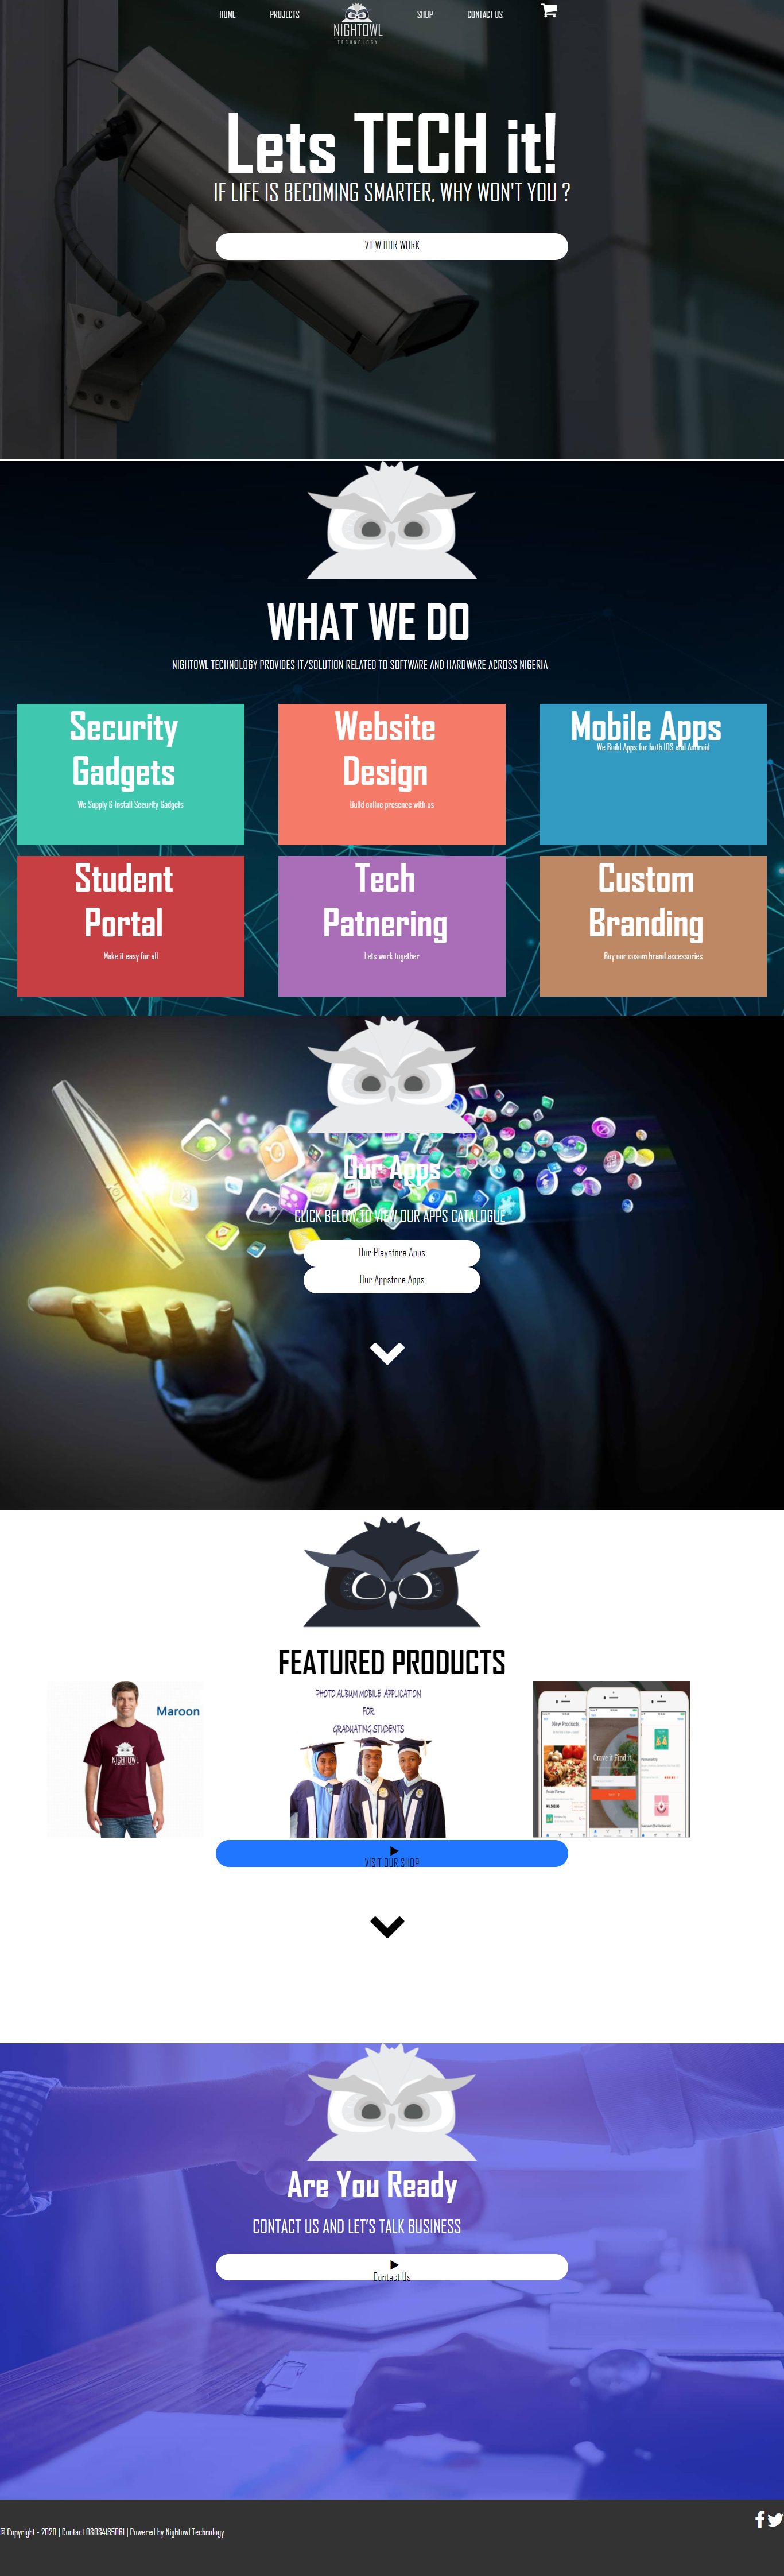 HOME PROJECTS SHOP CONTACT US
NIGHTOWL
TECHNOLOGY
Lets TECH it!
IF LIFE IS BECOMING SMARTER, WHY WON'T YOU ?
VIEW OUR WORK
WHAT WE DO
NIGHTOWL TECHNOLOGY PROVIDES IT/SOLUTION RELATED TO SOFTWARE AND HARDWARE ACROSS NIGERIA
Security
Gadgets
We Supply & Install Security Gadgets
Website
Design
Build online presence with us
Mobile Apps
We Build Apps for both IOS and Android
Student
Portal
Make it easy for all
Tech
Patnering
Lets work together
Custom
Branding
Buy our cusom brand accessories
Our Apps
CLICK BELOW TO VIEW OUR APPS CATALOGUE
Our Playstore Apps
Our Appstore Apps
FEATURED PRODUCTS
Maroon
NIGHTOWL
PHOTO ALBUM MOBILE APPLICATION
FOR
GRADUATING STUDENTS
New Products
Crave it Find it
VISIT OUR SHOP
Are You Ready
CONTACT US AND LET'S TALK BUSINESS
Contact Us
© Copyright - 2020 | Contact 08034135061 | Powered by Nightowl Technology